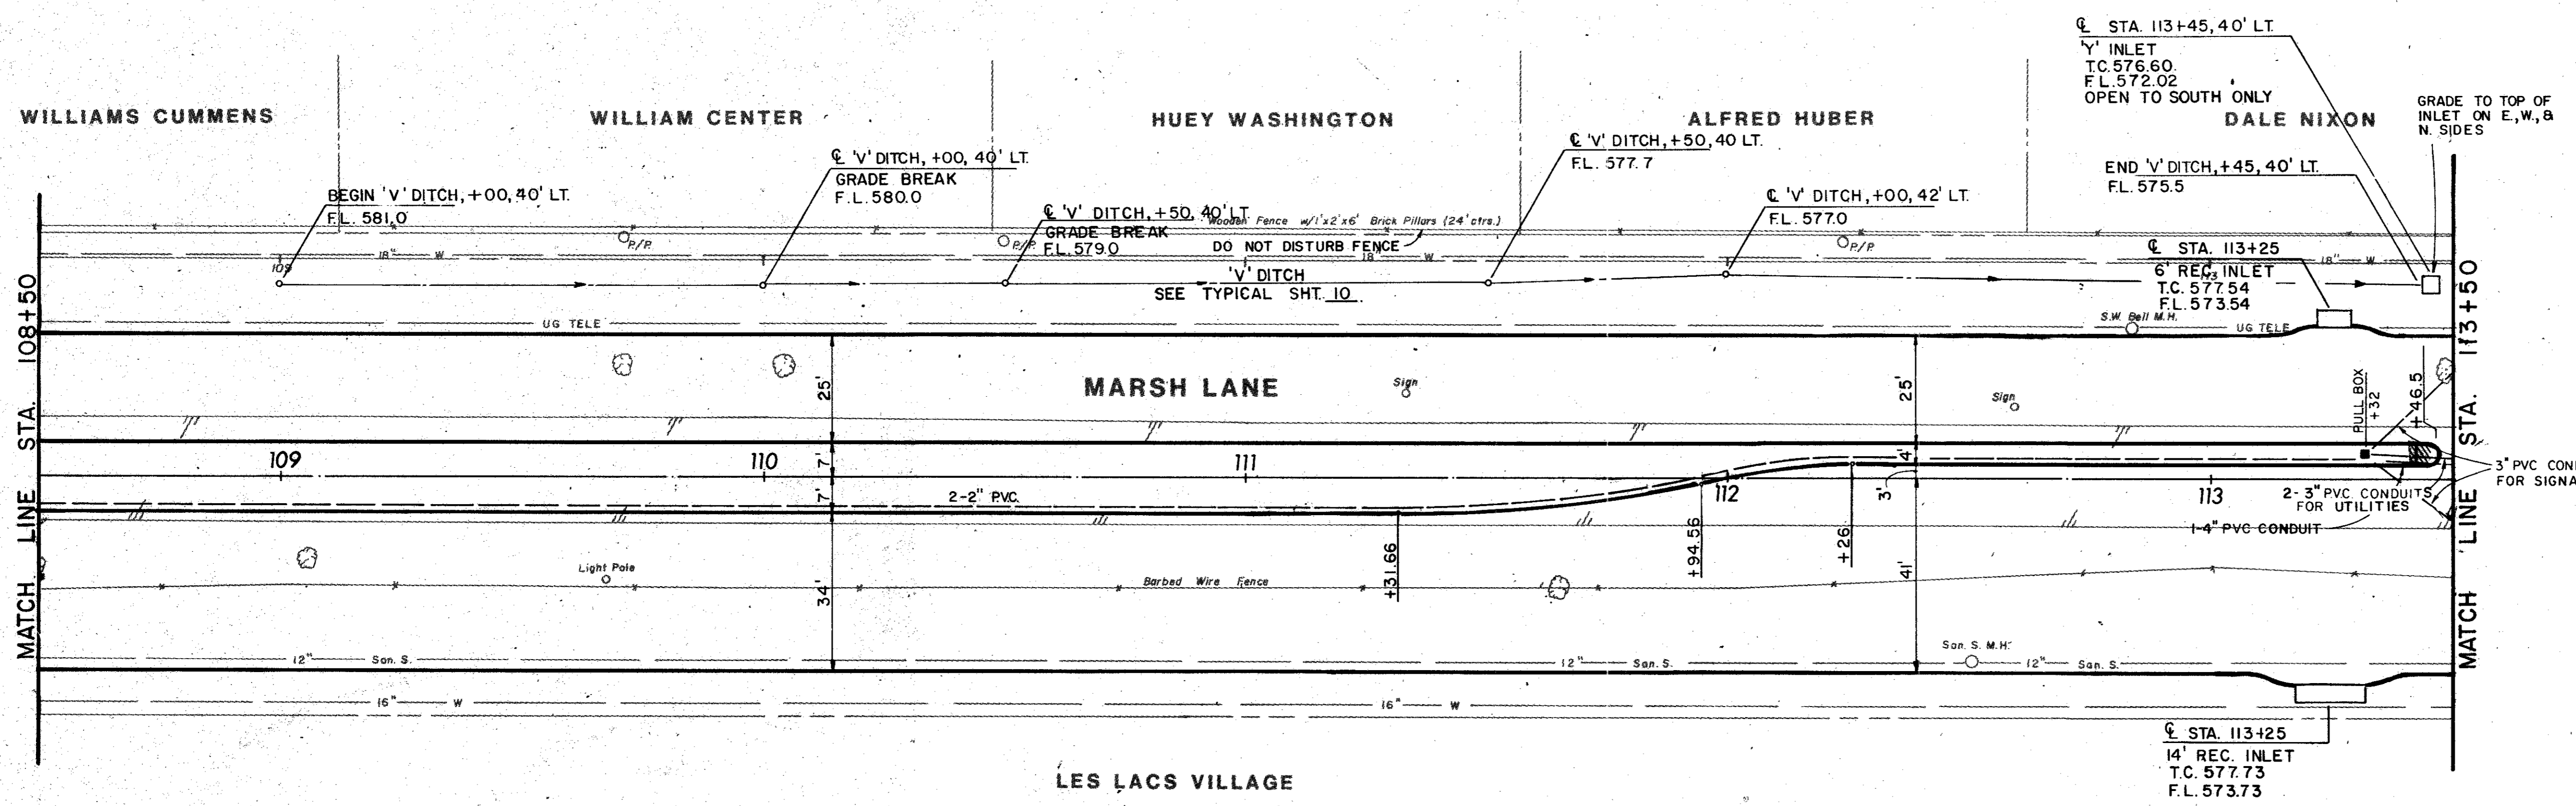 ℄ STA. 113+45, 40' LT.
'Y' INLET
T.C. 576.60
F.L. 572.02
OPEN TO SOUTH ONLY
GRADE TO TOP OF
INLET ON E., W., &
N. SIDES
WILLIAMS CUMMENS
WILLIAM CENTER
HUEY WASHINGTON
ALFRED HUBER
DALE NIXON
℄ 'V' DITCH, +00, 40' LT.
GRADE BREAK
F.L. 580.0
℄ 'V' DITCH, +50, 40 LT.
F.L. 577.7
END 'V' DITCH, +45, 40' LT.
F.L. 575.5
BEGIN 'V' DITCH, +00, 40' LT.
F.L. 581.0
℄ 'V' DITCH, +50, 40' LT.
GRADE BREAK
F.L. 579.0
Wooden Fence w/1'x2'x6' Brick Pillars (24' ctrs.)
DO NOT DISTURB FENCE
℄ 'V' DITCH, +00, 42' LT.
F.L. 577.0
P/P.
P/P.
P/P.
℄ STA. 113+25
6' REC. INLET
T.C. 577.54
F.L. 573.54
18" W
18" W
18" W
109
113
'V' DITCH
SEE TYPICAL SHT. 10
UG TELE
S.W. Bell M.H.
UG TELE
MATCH LINE STA. 108+50
MATCH LINE STA. 113+50
25'
MARSH LANE
Sign
25'
Sign
PULL BOX
+32
+46.5
109
110
111
112
113
7'
7'
4'
3'
2-2" P.V.C.
3" PVC CON
FOR SIGNA
2-3" P.V.C. CONDUITS
FOR UTILITIES
1-4" PVC CONDUIT
+31.66
+94.56
+26
Light Pole
Barbed Wire Fence
34'
41'
12" San. S.
12" San. S.
San. S. M.H.
12" San. S.
16" W
16" W
℄ STA. 113+25
14' REC. INLET
T.C. 577.73
F.L. 573.73
LES LACS VILLAGE